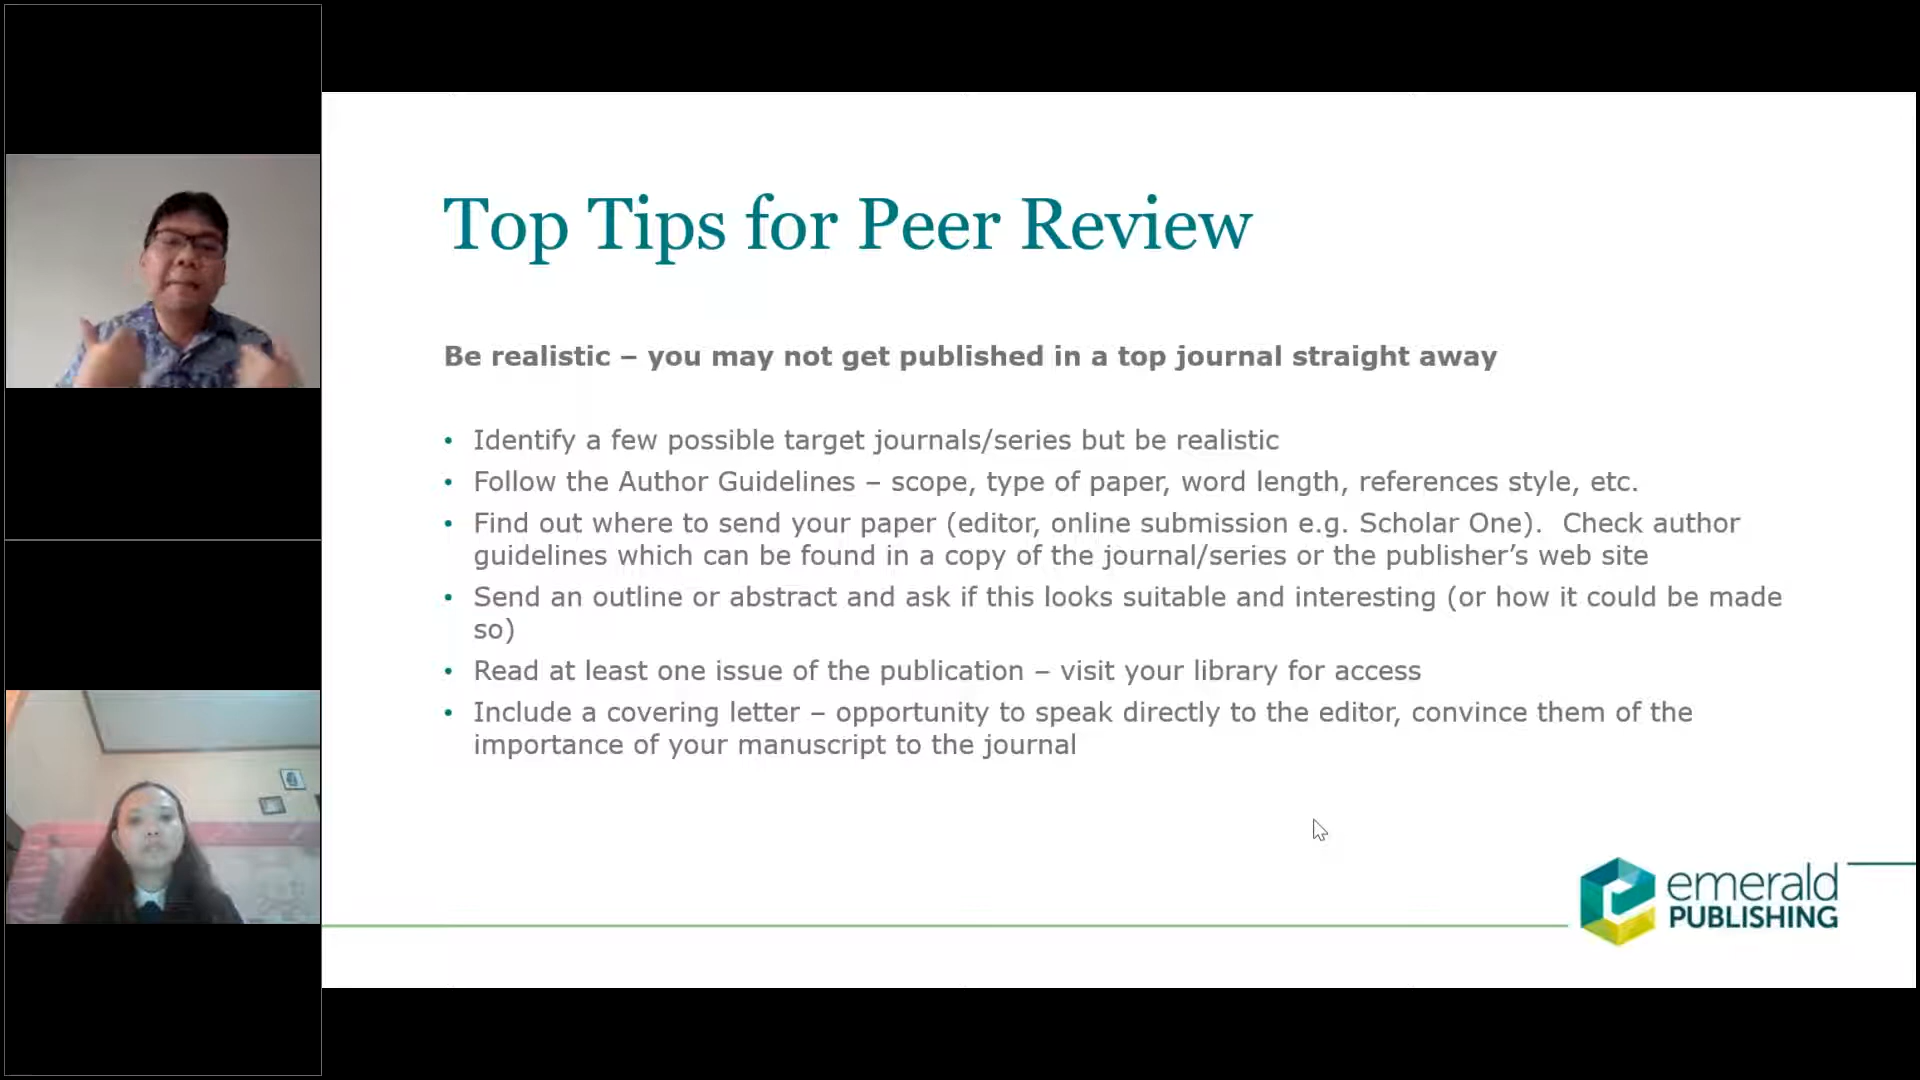 Top Tips for Peer Review
Be realistic – you may not get published in a top journal straight away
• Identify a few possible target journals/series but be realistic
• Follow the Author Guidelines – scope, type of paper, word length, references style, etc.
• Find out where to send your paper (editor, online submission e.g. Scholar One).  Check author
guidelines which can be found in a copy of the journal/series or the publisher’s web site
• Send an outline or abstract and ask if this looks suitable and interesting (or how it could be made
so)
• Read at least one issue of the publication – visit your library for access
• Include a covering letter – opportunity to speak directly to the editor, convince them of the
importance of your manuscript to the journal
emerald
PUBLISHING